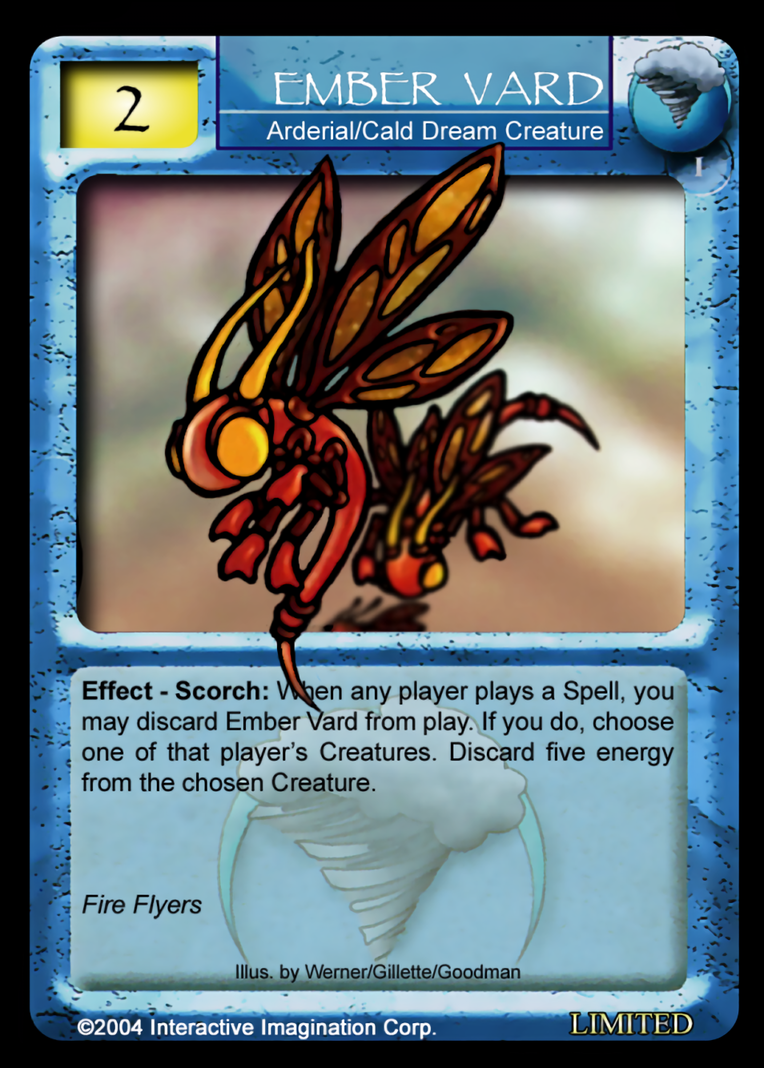 2
EMBER VARD
Arderial/Cald Dream Creature
1
Effect - Scorch: When any player plays a Spell, you
may discard Ember Vard from play. If you do, choose
one of that player's Creatures. Discard five energy
from the chosen Creature.
Fire Flyers
Illus. by Werner/Gillette/Goodman
©2004 Interactive Imagination Corp.
LIMITED